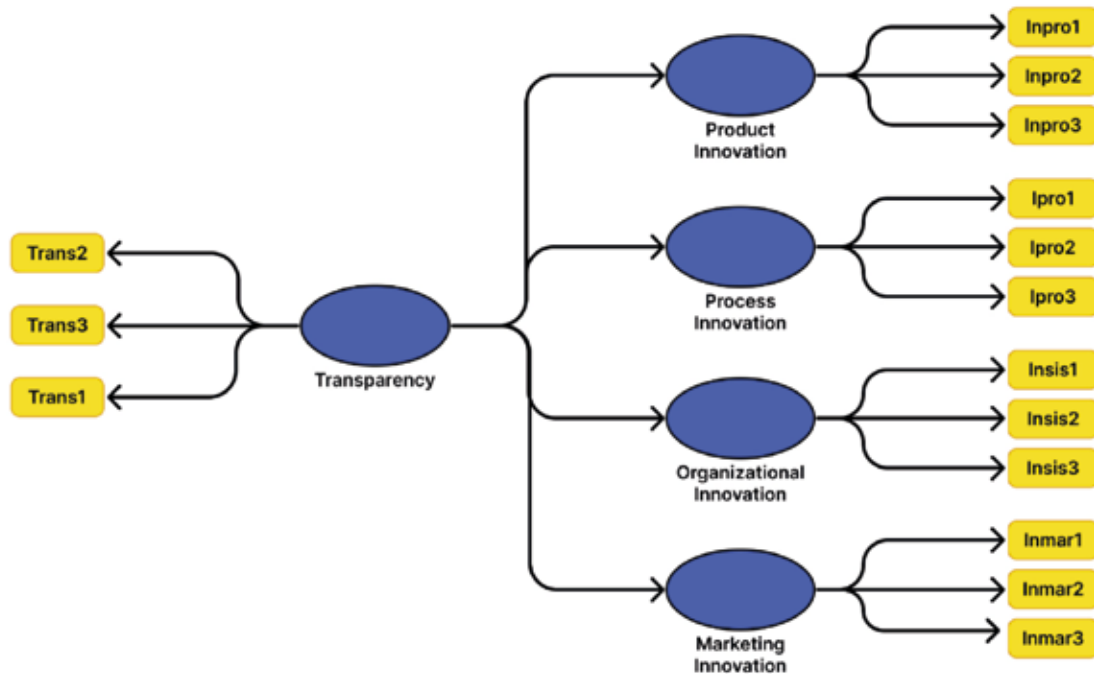 Trans2
Trans3
Trans1
Transparency
Product
Innovation
Process
Innovation
Organizational
Innovation
Marketing
Innovation
Inpro1
Inpro2
Inpro3
Ipro1
Ipro2
Ipro3
Insis1
Insis2
Insis3
Inmar1
Inmar2
Inmar3